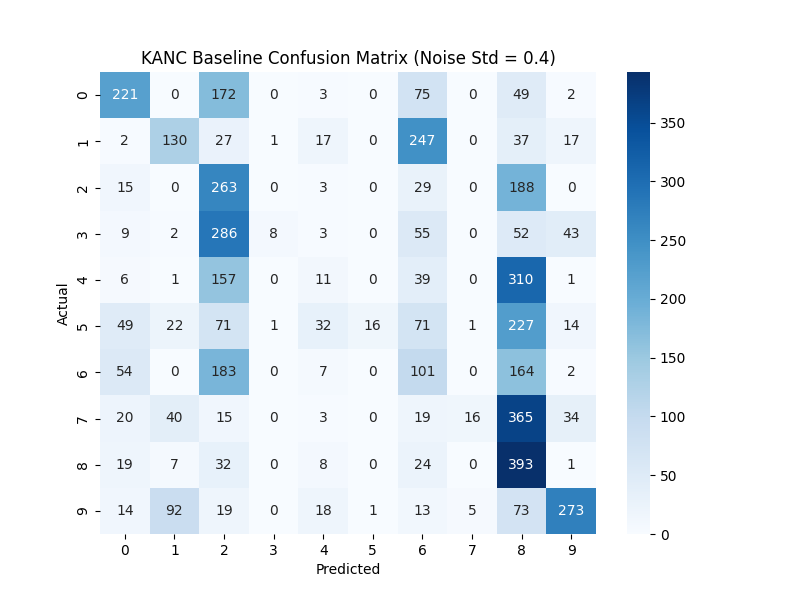 KANC Baseline Confusion Matrix (Noise Std = 0.4)
0 221 0 172 0 3 0 75 0 49 2
1 2 130 27 1 17 0 247 0 37 17
2 15 0 263 0 3 0 29 0 188 0
3 9 2 286 8 3 0 55 0 52 43
4 6 1 157 0 11 0 39 0 310 1
5 49 22 71 1 32 16 71 1 227 14
6 54 0 183 0 7 0 101 0 164 2
7 20 40 15 0 3 0 19 16 365 34
8 19 7 32 0 8 0 24 0 393 1
9 14 92 19 0 18 1 13 5 73 273
0 1 2 3 4 5 6 7 8 9
Predicted
Actual
350
300
250
200
150
100
50
0